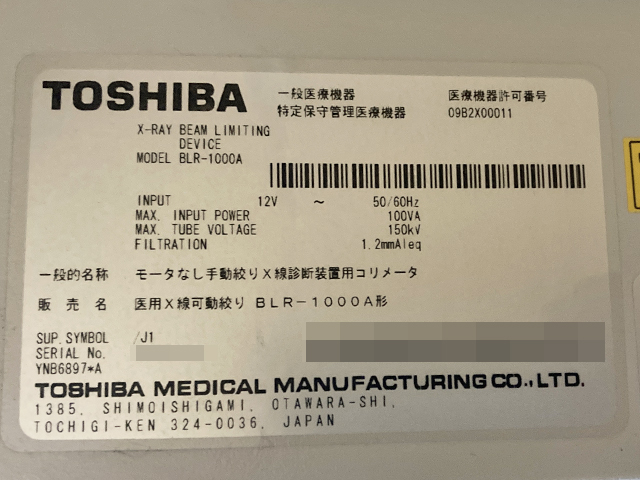 TOSHIBA
一般医療機器
特定保守管理医療機器
医療機器許可番号
09B2X00011
X-RAY BEAM LIMITING
DEVICE
MODEL BLR-1000A
INPUT 12V ~ 50/60Hz
MAX. INPUT POWER 100VA
MAX. TUBE VOLTAGE 150kV
FILTRATION 1.2mmAleq
一般的名称 モータなし手動絞りX線診断装置用コリメータ
販売名 医用X線可動絞り BLR-1000A形
SUP. SYMBOL /J1
SERIAL No.
YNB6897*A
TOSHIBA MEDICAL MANUFACTURING CO., LTD.
1385, SHIMOISHIGAMI, OTAWARA-SHI,
TOCHIGI-KEN 324-0036, JAPAN